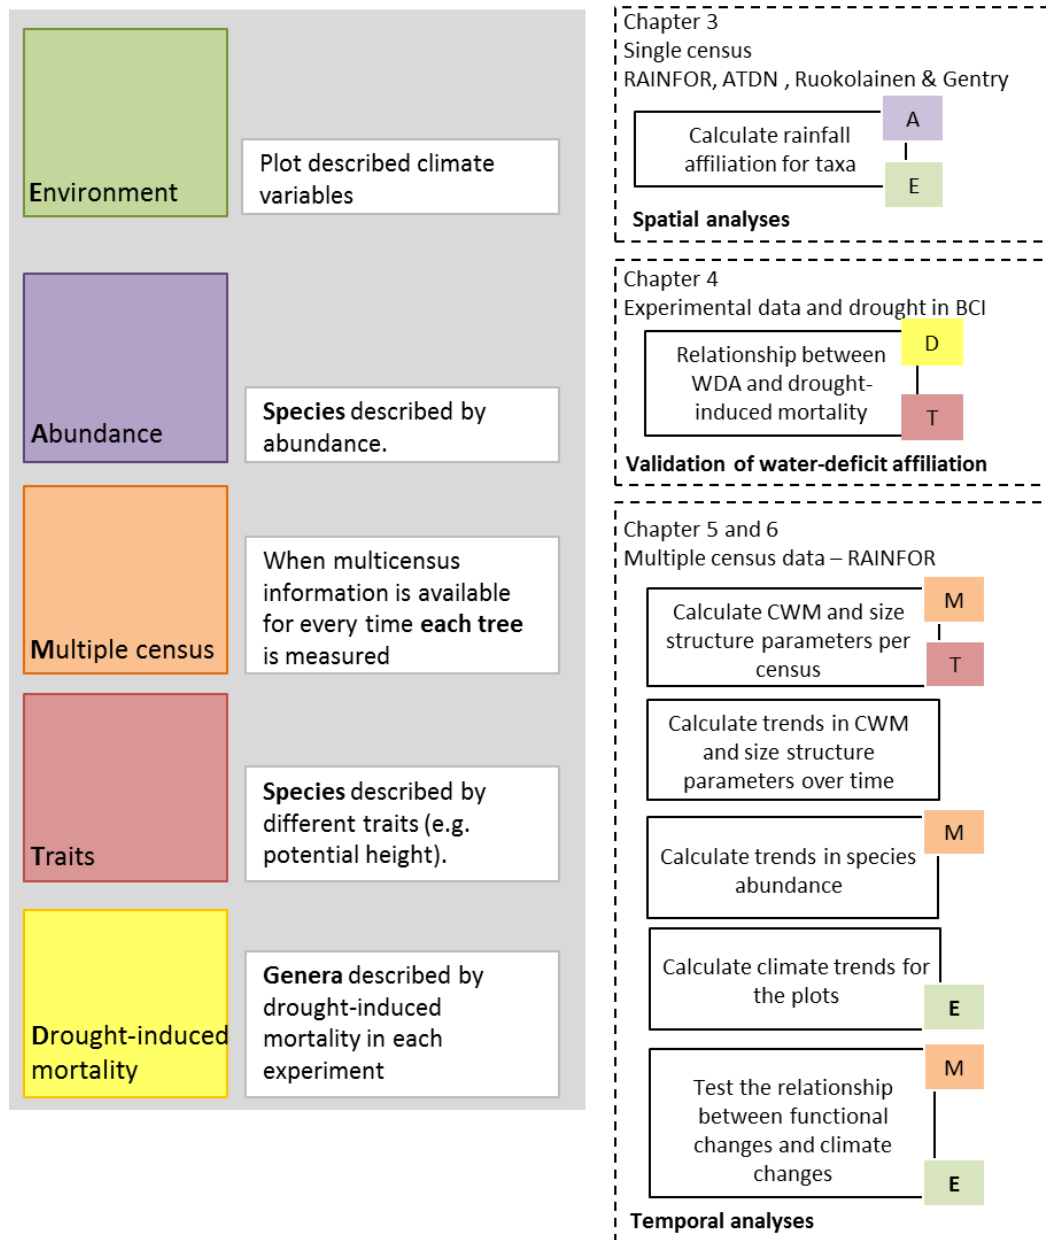 Environment
Plot described climate
variables
Abundance
Species described by
abundance.
Multiple census
When multicensus
information is available
for every time each tree
is measured
Traits
Species described by
different traits (e.g.
potential height).
Drought-induced
mortality
Genera described by
drought-induced
mortality in each
experiment
Chapter 3
Single census
RAINFOR, ATDN , Ruokolainen & Gentry
Calculate rainfall
affiliation for taxa
A
E
Spatial analyses
Chapter 4
Experimental data and drought in BCI
Relationship between
WDA and drought-
induced mortality
D
T
Validation of water-deficit affiliation
Chapter 5 and 6
Multiple census data – RAINFOR
Calculate CWM and size
structure parameters per
census
M
T
Calculate trends in CWM
and size structure
parameters over time
Calculate trends in species
abundance
M
Calculate climate trends for
the plots
E
Test the relationship
between functional
changes and climate
changes
M
E
Temporal analyses